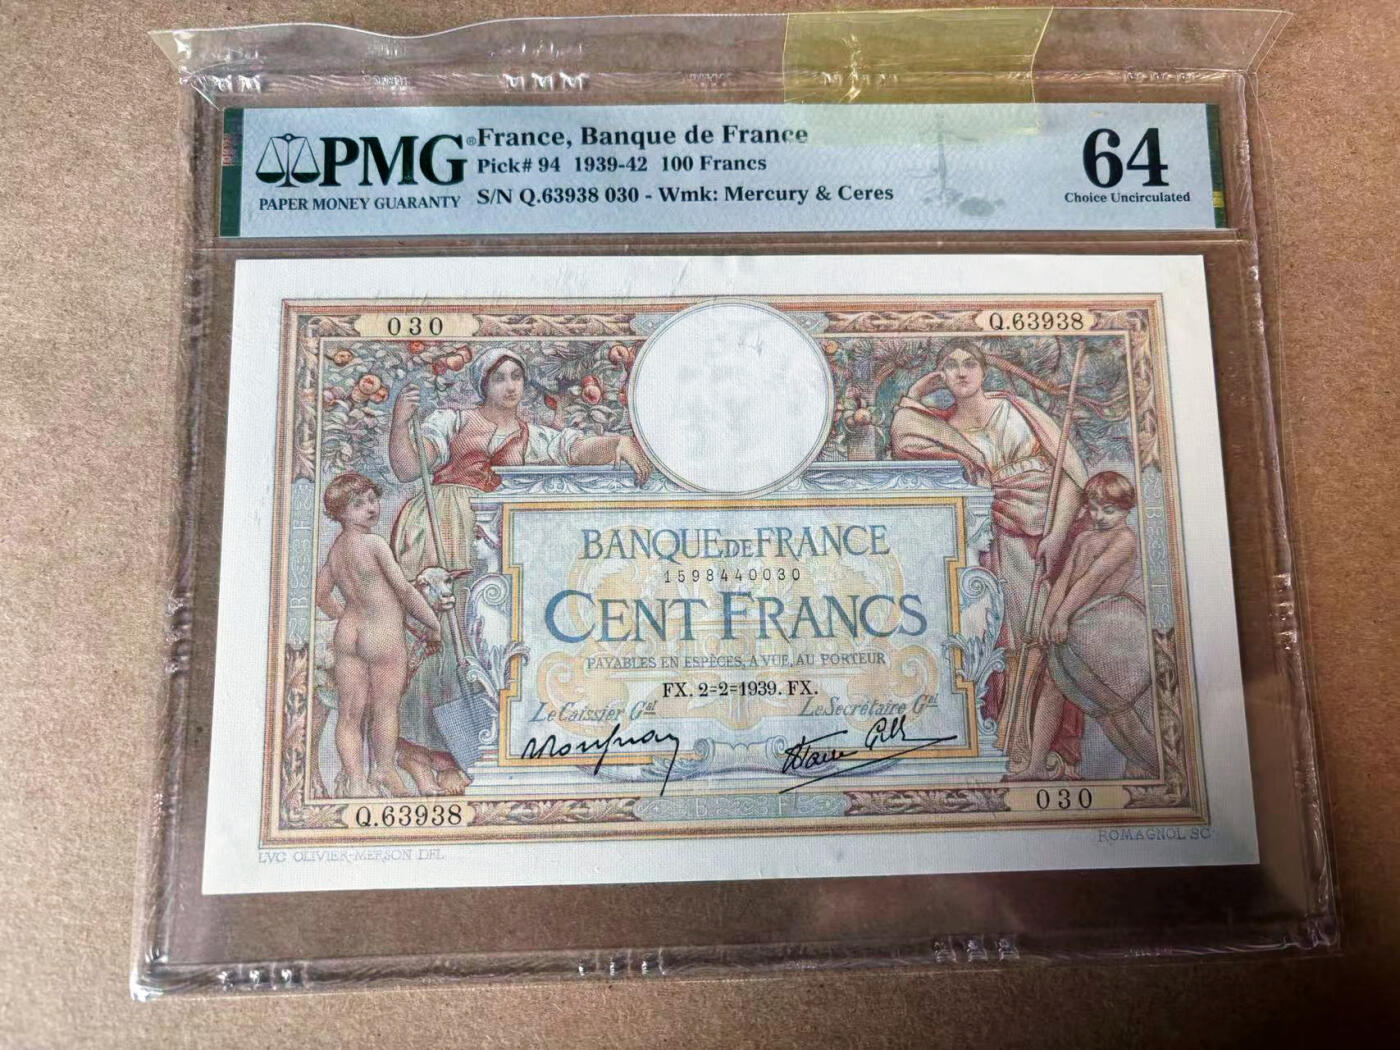 PMG
PAPER MONEY GUARANTY
France, Banque de France
Pick# 94 1939-42 100 Francs
S/N Q.63938 030 - Wmk: Mercury & Ceres
64
Choice Uncirculated
030
Q.63938
BANQUE DE FRANCE
1598440030
CENT FRANCS
PAYABLES EN ESPÈCES, A VUE, AU PORTEUR
FX. 2=2=1939. FX.
Le Caissier Gal
Le Secrétaire Gal
Q.63938
030
LVC OLIVIER-MERSON DEL
ROMAGNOL SC